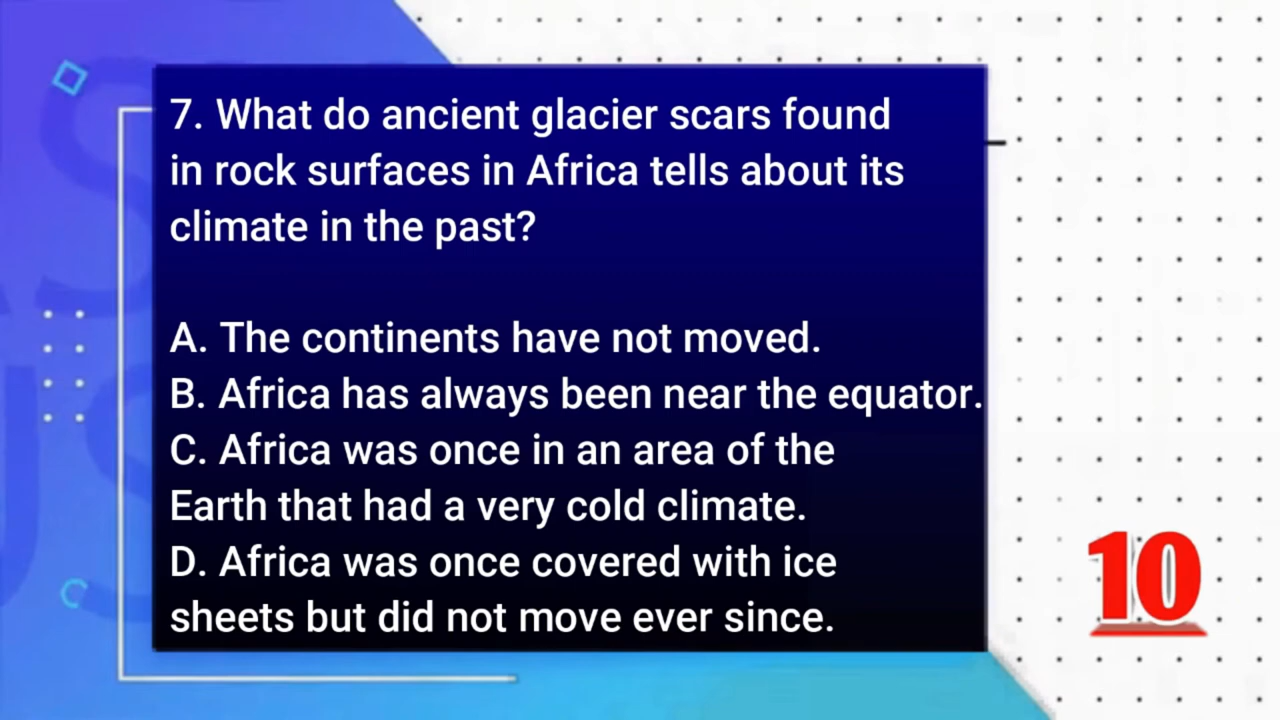 7. What do ancient glacier scars found
in rock surfaces in Africa tells about its
climate in the past?
A. The continents have not moved.
B. Africa has always been near the equator.
C. Africa was once in an area of the
Earth that had a very cold climate.
D. Africa was once covered with ice
sheets but did not move ever since.
10